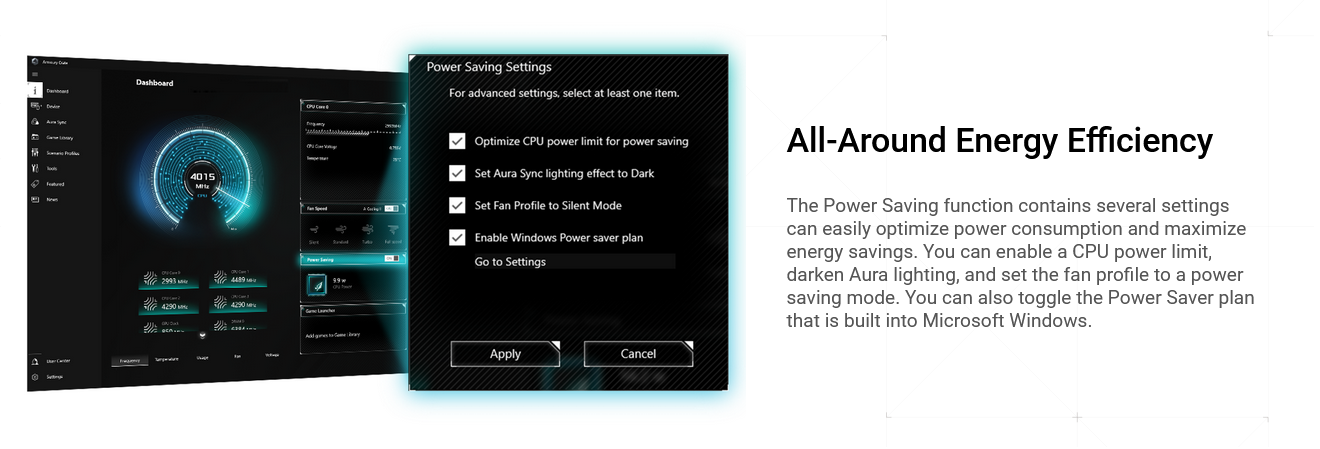 Armoury Crate
Dashboard
Device
Aura Sync
Game Library
Scenario Profiles
Tools
Featured
News
User Center
Settings
Dashboard
4015
MHz
CPU
CPU Core 0
2993 MHz
CPU Core 1
4489 MHz
4290 MHz
4290 MHz
Frequency
Temperature
Usage
Fan
Voltage
CPU Core 0
Frequency
CPU Core Voltage
Temperature
Fan Speed
Silent
Standard
Turbo
Full speed
Power Saving
9.9 w
CPU Power
Game Launcher
Add games to Game Library
Power Saving Settings
For advanced settings, select at least one item.
Optimize CPU power limit for power saving
Set Aura Sync lighting effect to Dark
Set Fan Profile to Silent Mode
Enable Windows Power saver plan
Go to Settings
Apply
Cancel
All-Around Energy Efficiency
The Power Saving function contains several settings
can easily optimize power consumption and maximize
energy savings. You can enable a CPU power limit,
darken Aura lighting, and set the fan profile to a power
saving mode. You can also toggle the Power Saver plan
that is built into Microsoft Windows.